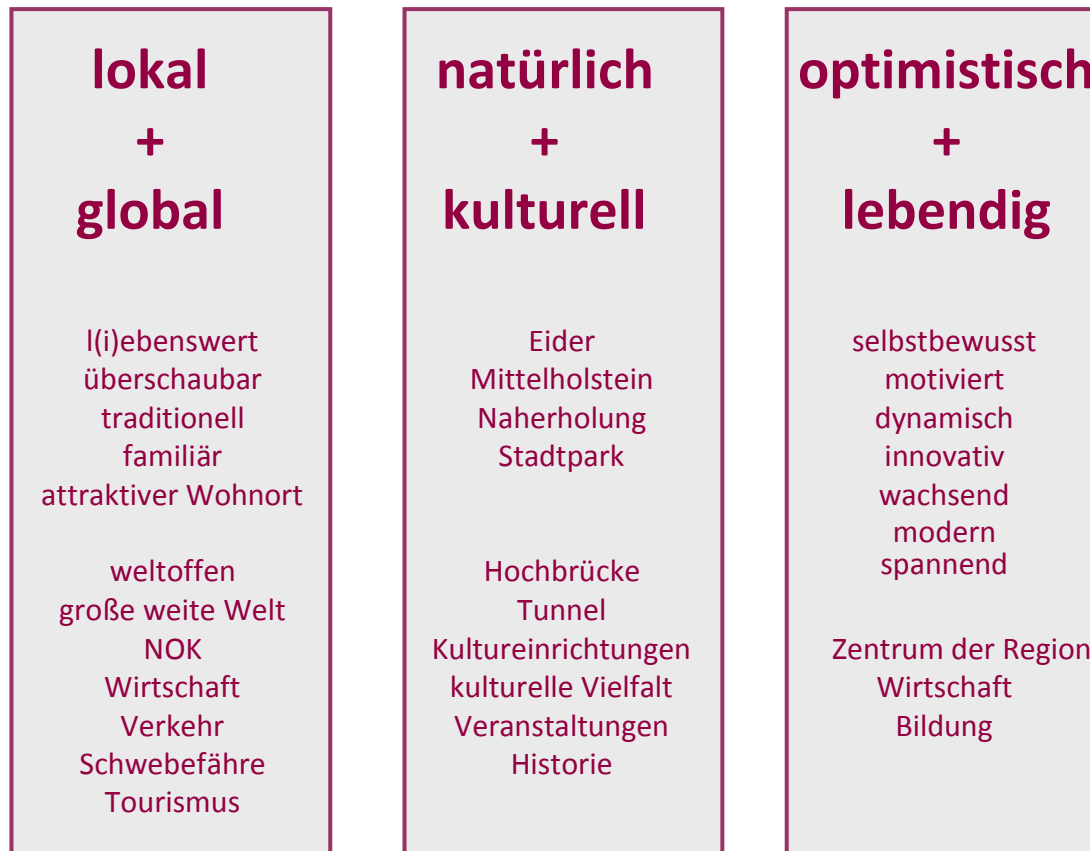 lokal
+
global
l(i)ebenswert
überschaubar
traditionell
familiär
attraktiver Wohnort
weltoffen
große weite Welt
NOK
Wirtschaft
Verkehr
Schwebefähre
Tourismus
natürlich
+
kulturell
Eider
Mittelholstein
Naherholung
Stadtpark
Hochbrücke
Tunnel
Kultureinrichtungen
kulturelle Vielfalt
Veranstaltungen
Historie
optimistisch
+
lebendig
selbstbewusst
motiviert
dynamisch
innovativ
wachsend
modern
spannend
Zentrum der Region
Wirtschaft
Bildung